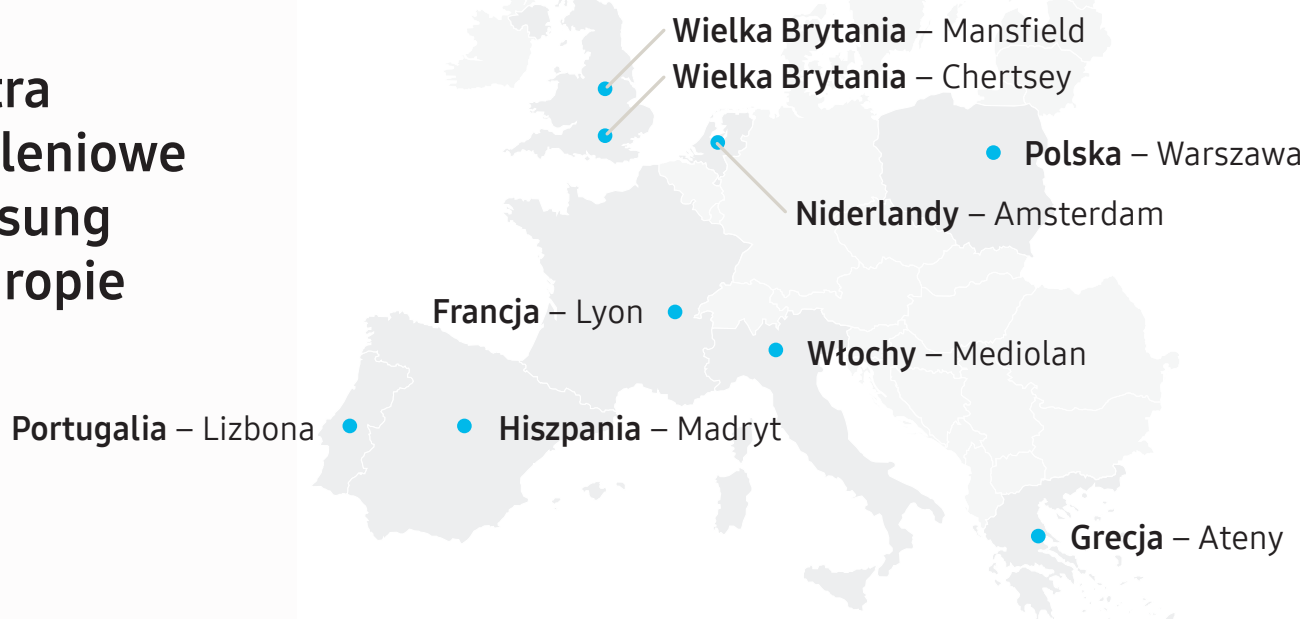 tra
leniowe
sung
ropie
Wielka Brytania – Mansfield
Wielka Brytania – Chertsey
Polska – Warszawa
Niderlandy – Amsterdam
Francja – Lyon
Włochy – Mediolan
Portugalia – Lizbona
Hiszpania – Madryt
Grecja – Ateny